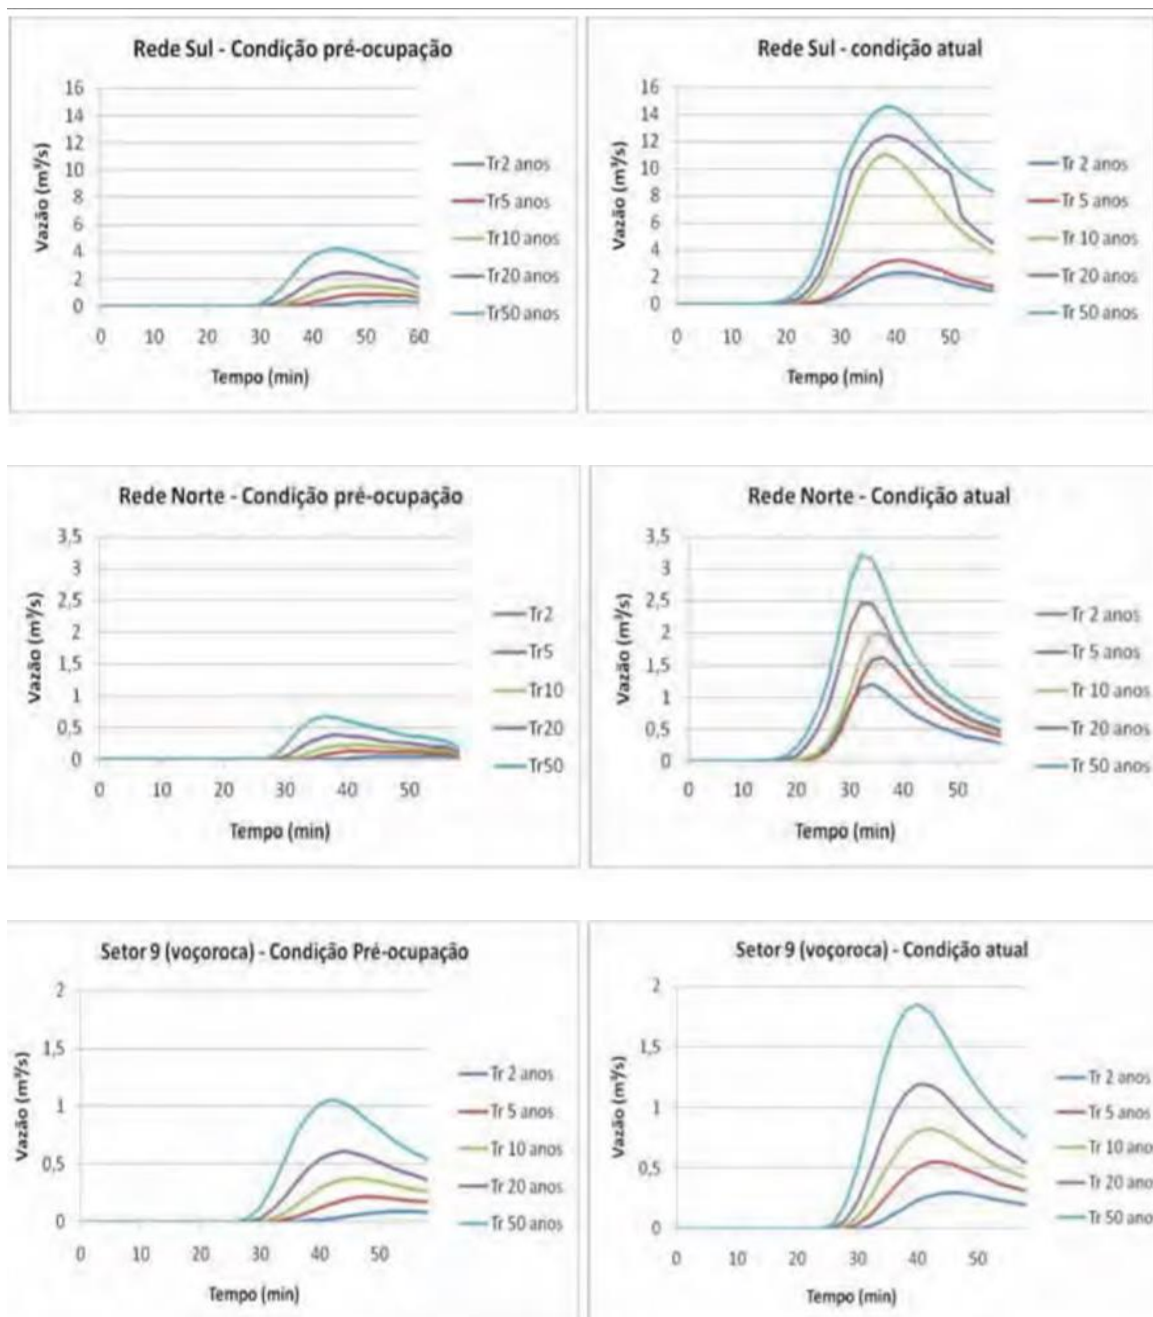 Rede Sul - Condição pré-ocupação
Vazão (m³/s)
16
14
12
10
8
6
4
2
0
0 10 20 30 40 50 60
Tempo (min)
Tr2 anos
Tr5 anos
Tr10 anos
Tr20 anos
Tr50 anos
Rede Sul - condição atual
Vazão (m³/s)
16
14
12
10
8
6
4
2
0
0 10 20 30 40 50
Tempo (min)
Tr 2 anos
Tr 5 anos
Tr 10 anos
Tr 20 anos
Tr 50 anos
Rede Norte - Condição pré-ocupação
Vazão (m³/s)
3,5
3
2,5
2
1,5
1
0,5
0
0 10 20 30 40 50
Tempo (min)
Tr2
Tr5
Tr10
Tr20
Tr50
Rede Norte - Condição atual
Vazão (m³/s)
3,5
3
2,5
2
1,5
1
0,5
0
0 10 20 30 40 50
Tempo (min)
Tr 2 anos
Tr 5 anos
Tr 10 anos
Tr 20 anos
Tr 50 anos
Setor 9 (voçoroca) - Condição Pré-ocupação
Vazão (m³/s)
2
1,5
1
0,5
0
0 10 20 30 40 50
Tempo (min)
Tr 2 anos
Tr 5 anos
Tr 10 anos
Tr 20 anos
Tr 50 anos
Setor 9 (voçoroca) - Condição atual
Vazão (m³/s)
2
1,5
1
0,5
0
0 10 20 30 40 50
Tempo (min)
Tr 2 anos
Tr 5 anos
Tr 10 anos
Tr 20 anos
Tr 50 anos